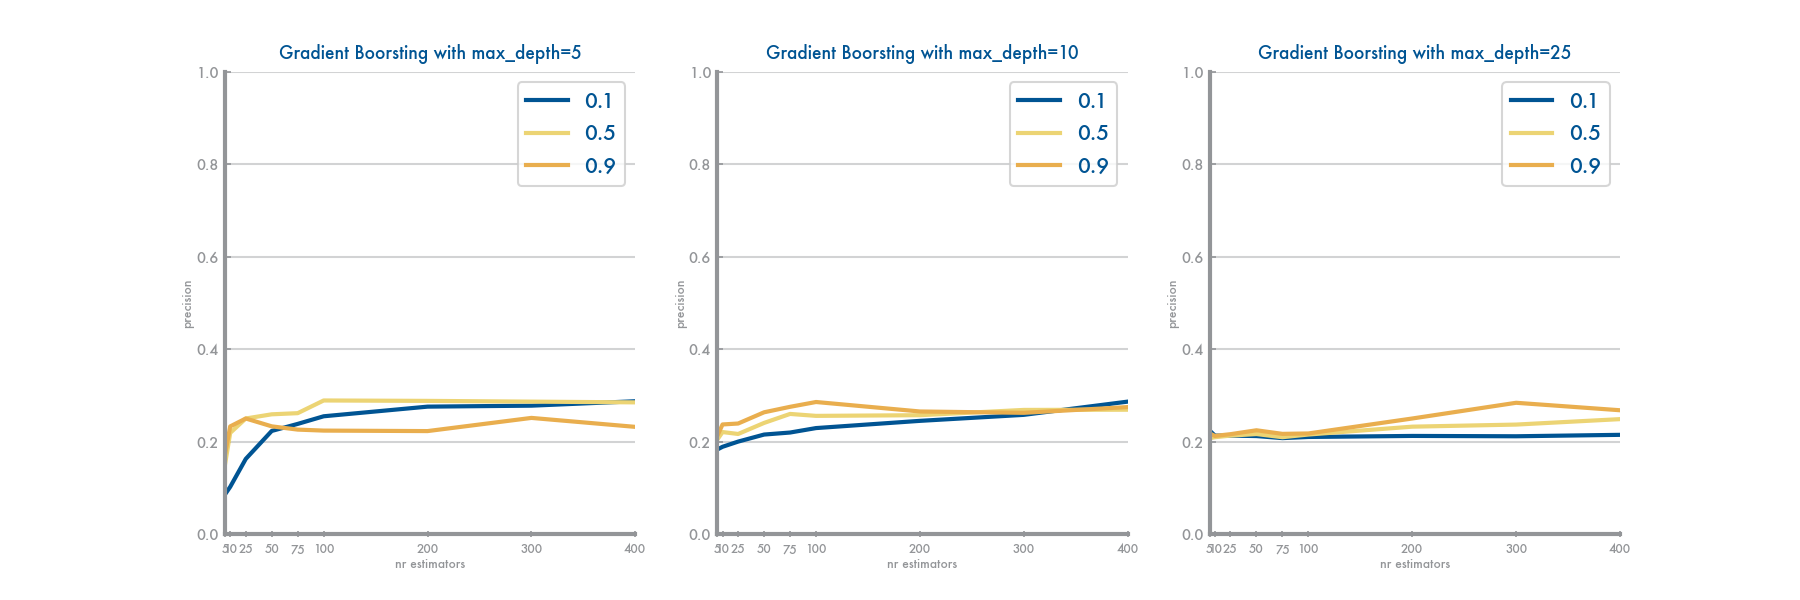 Gradient Boorsting with max_depth=5
1.0
0.8
0.6
0.4
0.2
0.0
precision
5 10 25 50 75 100 200 300 400
nr estimators
0.1
0.5
0.9
Gradient Boorsting with max_depth=10
1.0
0.8
0.6
0.4
0.2
0.0
precision
5 10 25 50 75 100 200 300 400
nr estimators
0.1
0.5
0.9
Gradient Boorsting with max_depth=25
1.0
0.8
0.6
0.4
0.2
0.0
precision
5 10 25 50 75 100 200 300 400
nr estimators
0.1
0.5
0.9